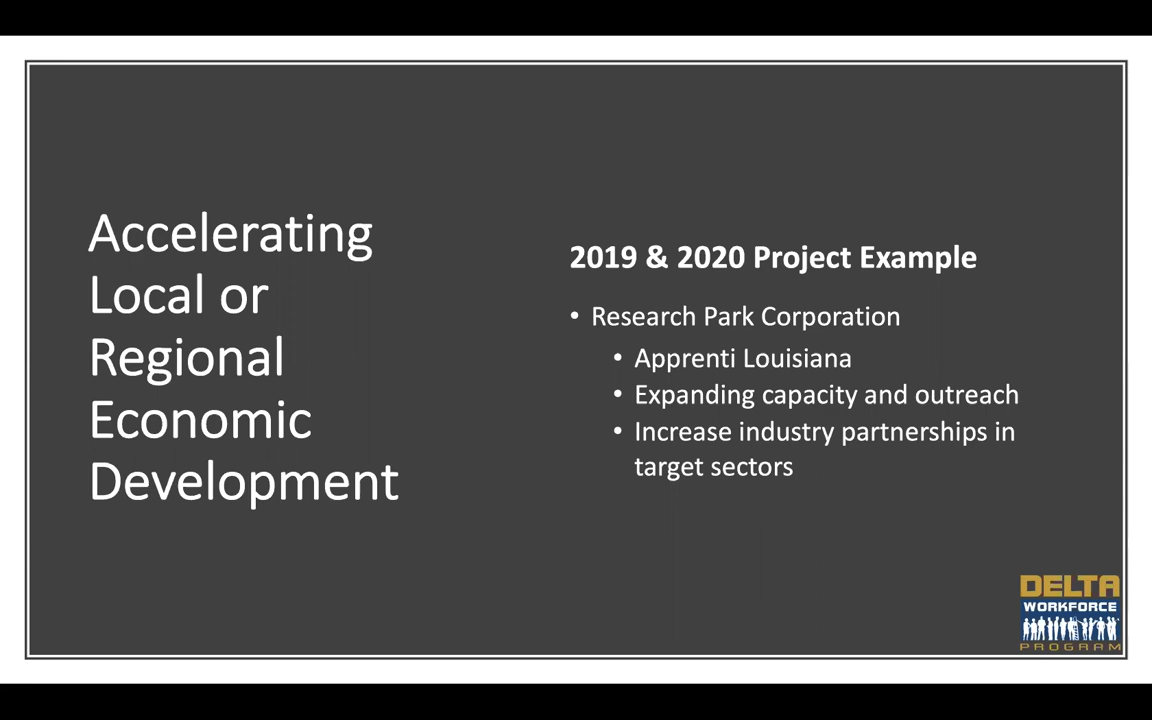 Accelerating
Local or
Regional
Economic
Development
2019 & 2020 Project Example
• Research Park Corporation
• Apprenti Louisiana
• Expanding capacity and outreach
• Increase industry partnerships in
target sectors
DELTA
WORKFORCE
PROGRAM